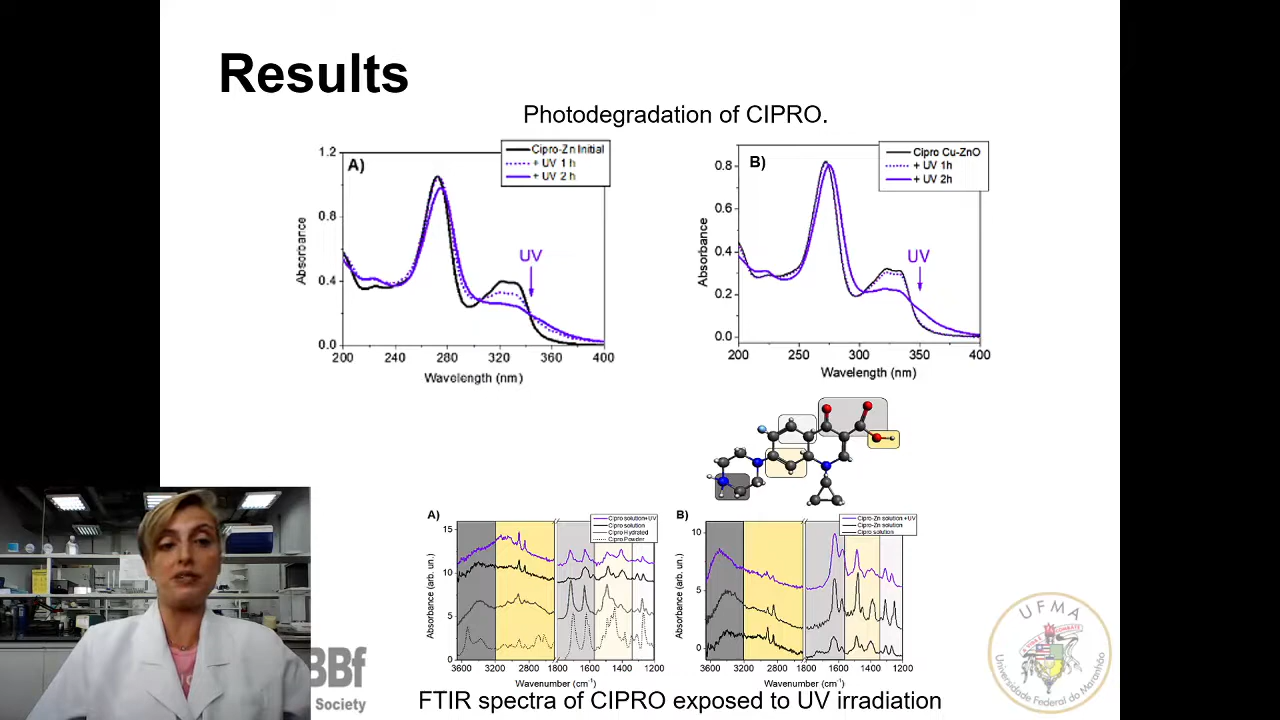 Results
Photodegradation of CIPRO.
A)
Cipro-Zn Initial
+ UV 1 h
+ UV 2 h
UV
1.2
0.8
0.4
0.0
Absorbance
200 240 280 320 360 400
Wavelength (nm)
B)
Cipro Cu-ZnO
+ UV 1h
+ UV 2h
UV
0.8
0.6
0.4
0.2
0.0
Absorbance
200 250 300 350 400
Wavelength (nm)
A)
Cipro solution+UV
Cipro solution
Cipro Hydrated
Cipro Powder
15
10
5
0
Absorbance (arb. un.)
3600 3200 2800 1800 1600 1400 1200
Wavenumber (cm-1)
B)
Cipro-Zn solution +UV
Cipro-Zn solution
Cipro solution
10
5
0
Absorbance (arb. un.)
3600 3200 2800 1800 1600 1400 1200
Wavenumber (cm-1)
FTIR spectra of CIPRO exposed to UV irradiation
BBf
Society
UFMA
Universidade Federal do Maranhão